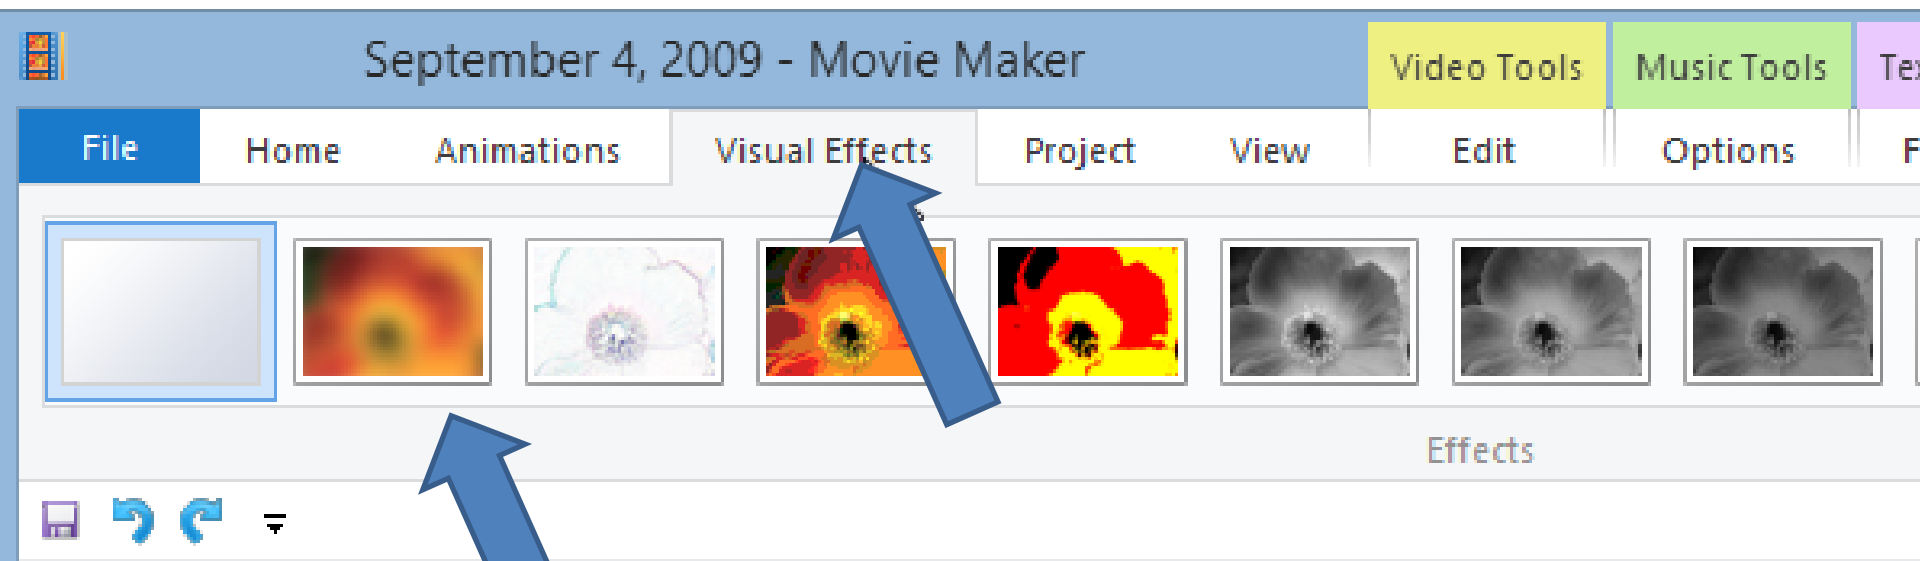 September 4, 2009 - Movie Maker
Video Tools
Music Tools
File
Home
Animations
Visual Effects
Project
View
Edit
Options
Effects